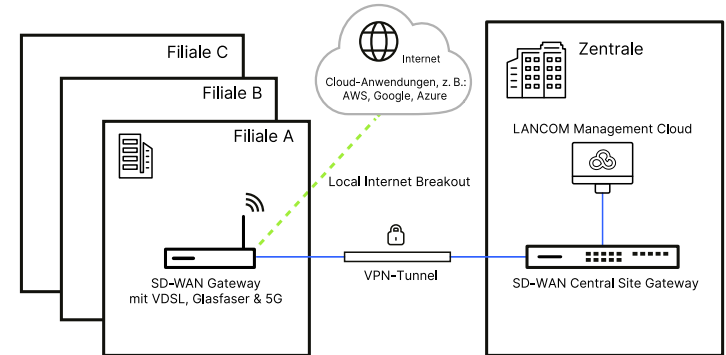 Filiale C
Filiale B
Filiale A
Internet
Cloud-Anwendungen, z. B.:
AWS, Google, Azure
Zentrale
LANCOM Management Cloud
Local Internet Breakout
VPN-Tunnel
SD-WAN Gateway
mit VDSL, Glasfaser & 5G
SD-WAN Central Site Gateway